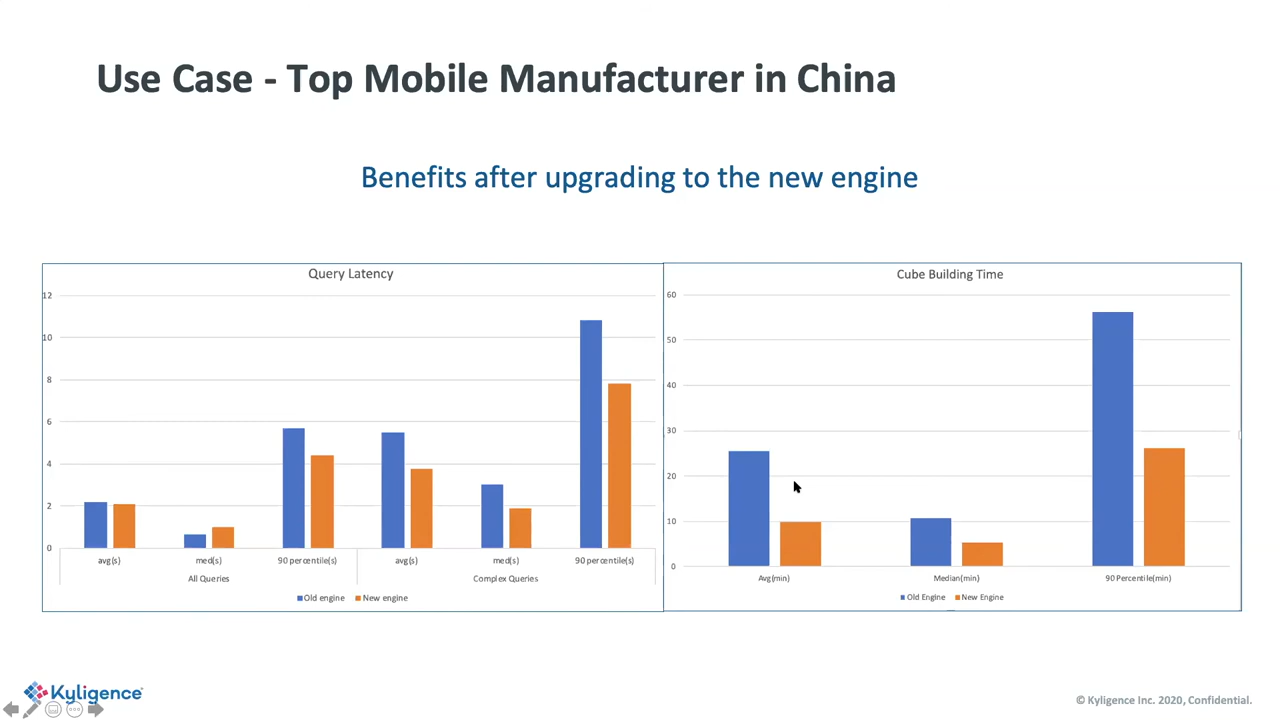 Use Case - Top Mobile Manufacturer in China
Benefits after upgrading to the new engine
Query Latency
12
10
8
6
4
2
0
avg(s) med(s) 90 percentile(s) avg(s) med(s) 90 percentile(s)
All Queries Complex Queries
Old engine New engine
Cube Building Time
60
50
40
30
20
10
0
Avg(min) Median(min) 90 Percentile(min)
Old Engine New Engine
Kyligence
© Kyligence Inc. 2020, Confidential.